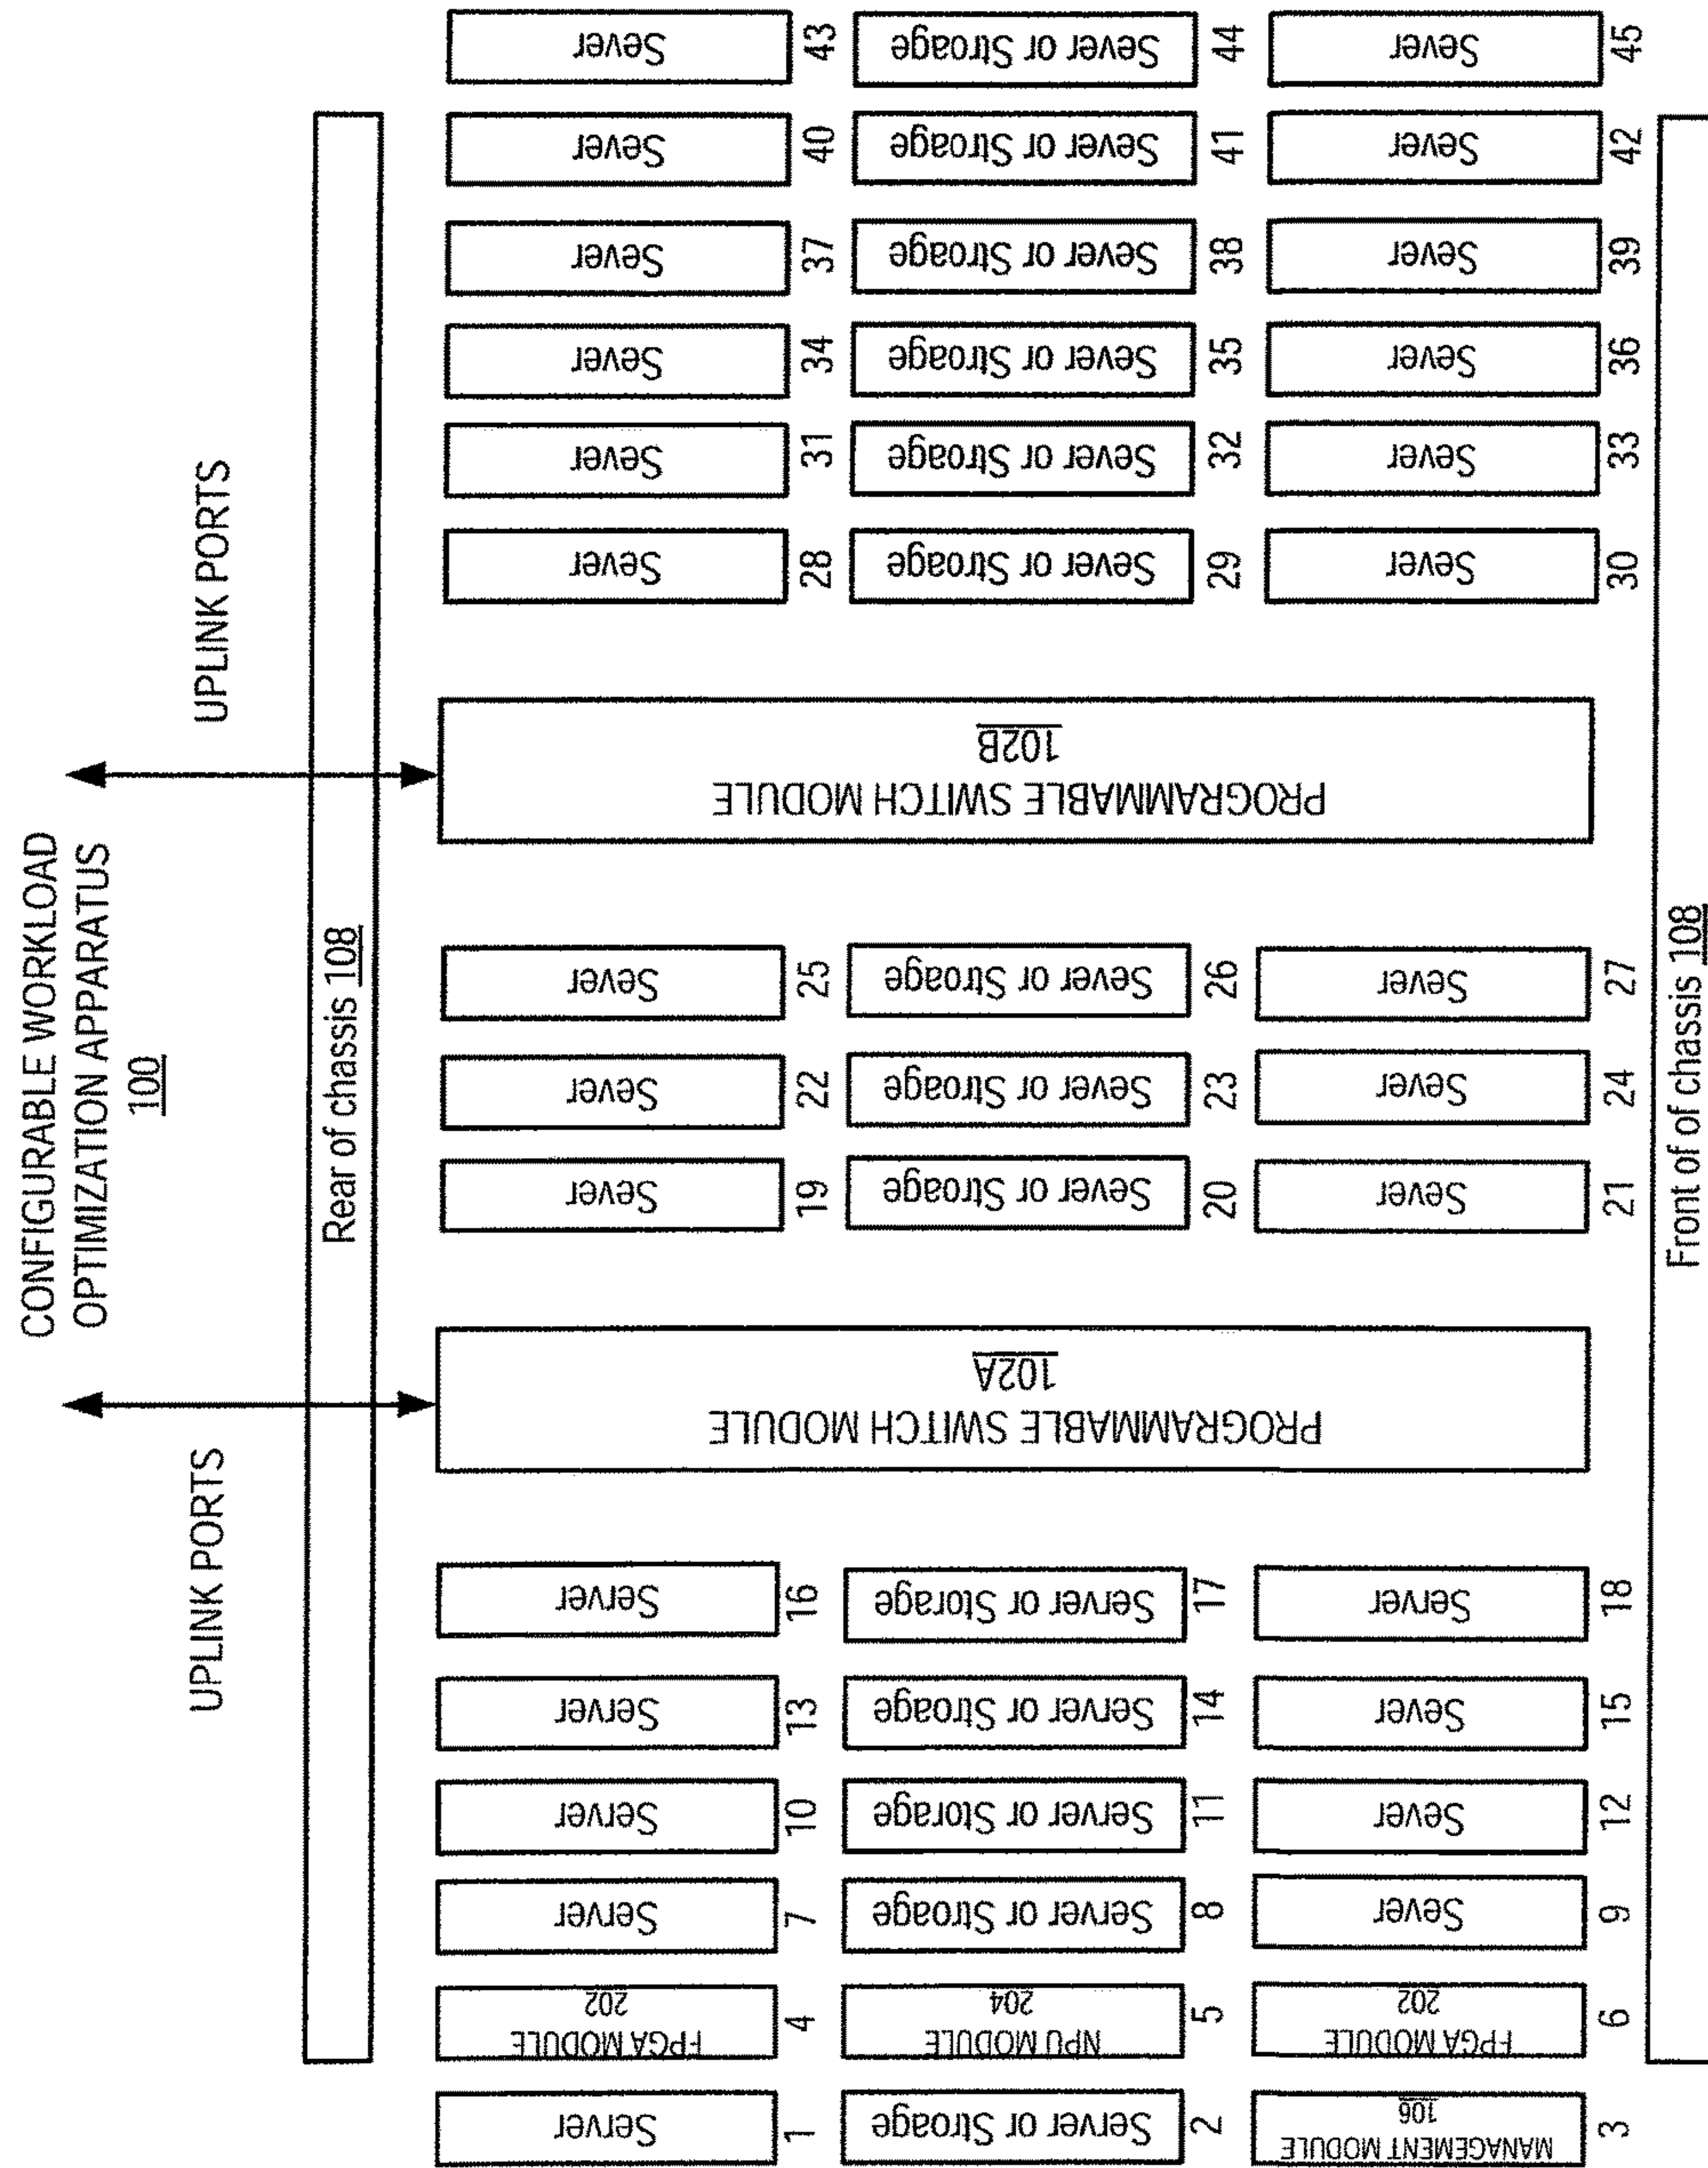 CONFIGURABLE WORKLOAD
OPTIMIZATION APPARATUS
100
UPLINK PORTS
UPLINK PORTS
Rear of chassis 108
Server
1
Server or Stroage
2
MANAGEMENT MODULE
106
3
FPGA MODULE
202
4
NPU MODULE
204
5
FPGA MODULE
202
6
Server
7
Server or Stroage
8
Sever
9
Server
10
Server or Storage
11
Sever
12
Server
13
Server or Stroage
14
Sever
15
Server
16
Server or Storage
17
Server
18
PROGRAMMABLE SWITCH MODULE
102A
Sever
19
Sever or Stroage
20
Sever
21
Sever
22
Sever or Stroage
23
Sever
24
Sever
25
Sever or Stroage
26
Sever
27
PROGRAMMABLE SWITCH MODULE
102B
Sever
28
Sever or Stroage
29
Sever
30
Sever
31
Sever or Stroage
32
Sever
33
Sever
34
Sever or Stroage
35
Sever
36
Sever
37
Sever or Stroage
38
Sever
39
Sever
40
Sever or Stroage
41
Sever
42
Sever
43
Sever or Stroage
44
Sever
45
Front of of chassis 108